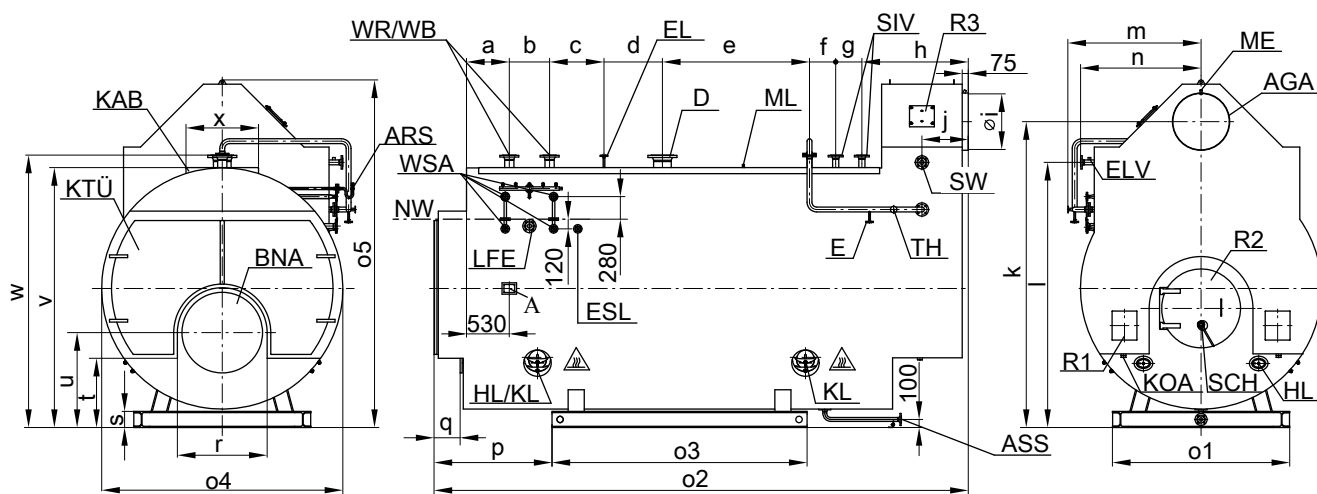 WR/WB
a
b
c
d
EL
e
f
g
SIV
h
R3
75
m
n
ME
AGA
KAB
x
ARS
D
ML
j
⌀i
WSA
KTÜ
NW
SW
ELV
o5
BNA
LFE
120
280
E
TH
k
l
R2
w
v
A
ESL
530
I
u
t
s
R1
KOA
SCH
HL
HL/KL
KL
100
q
r
p
o3
ASS
o1
o4
o2